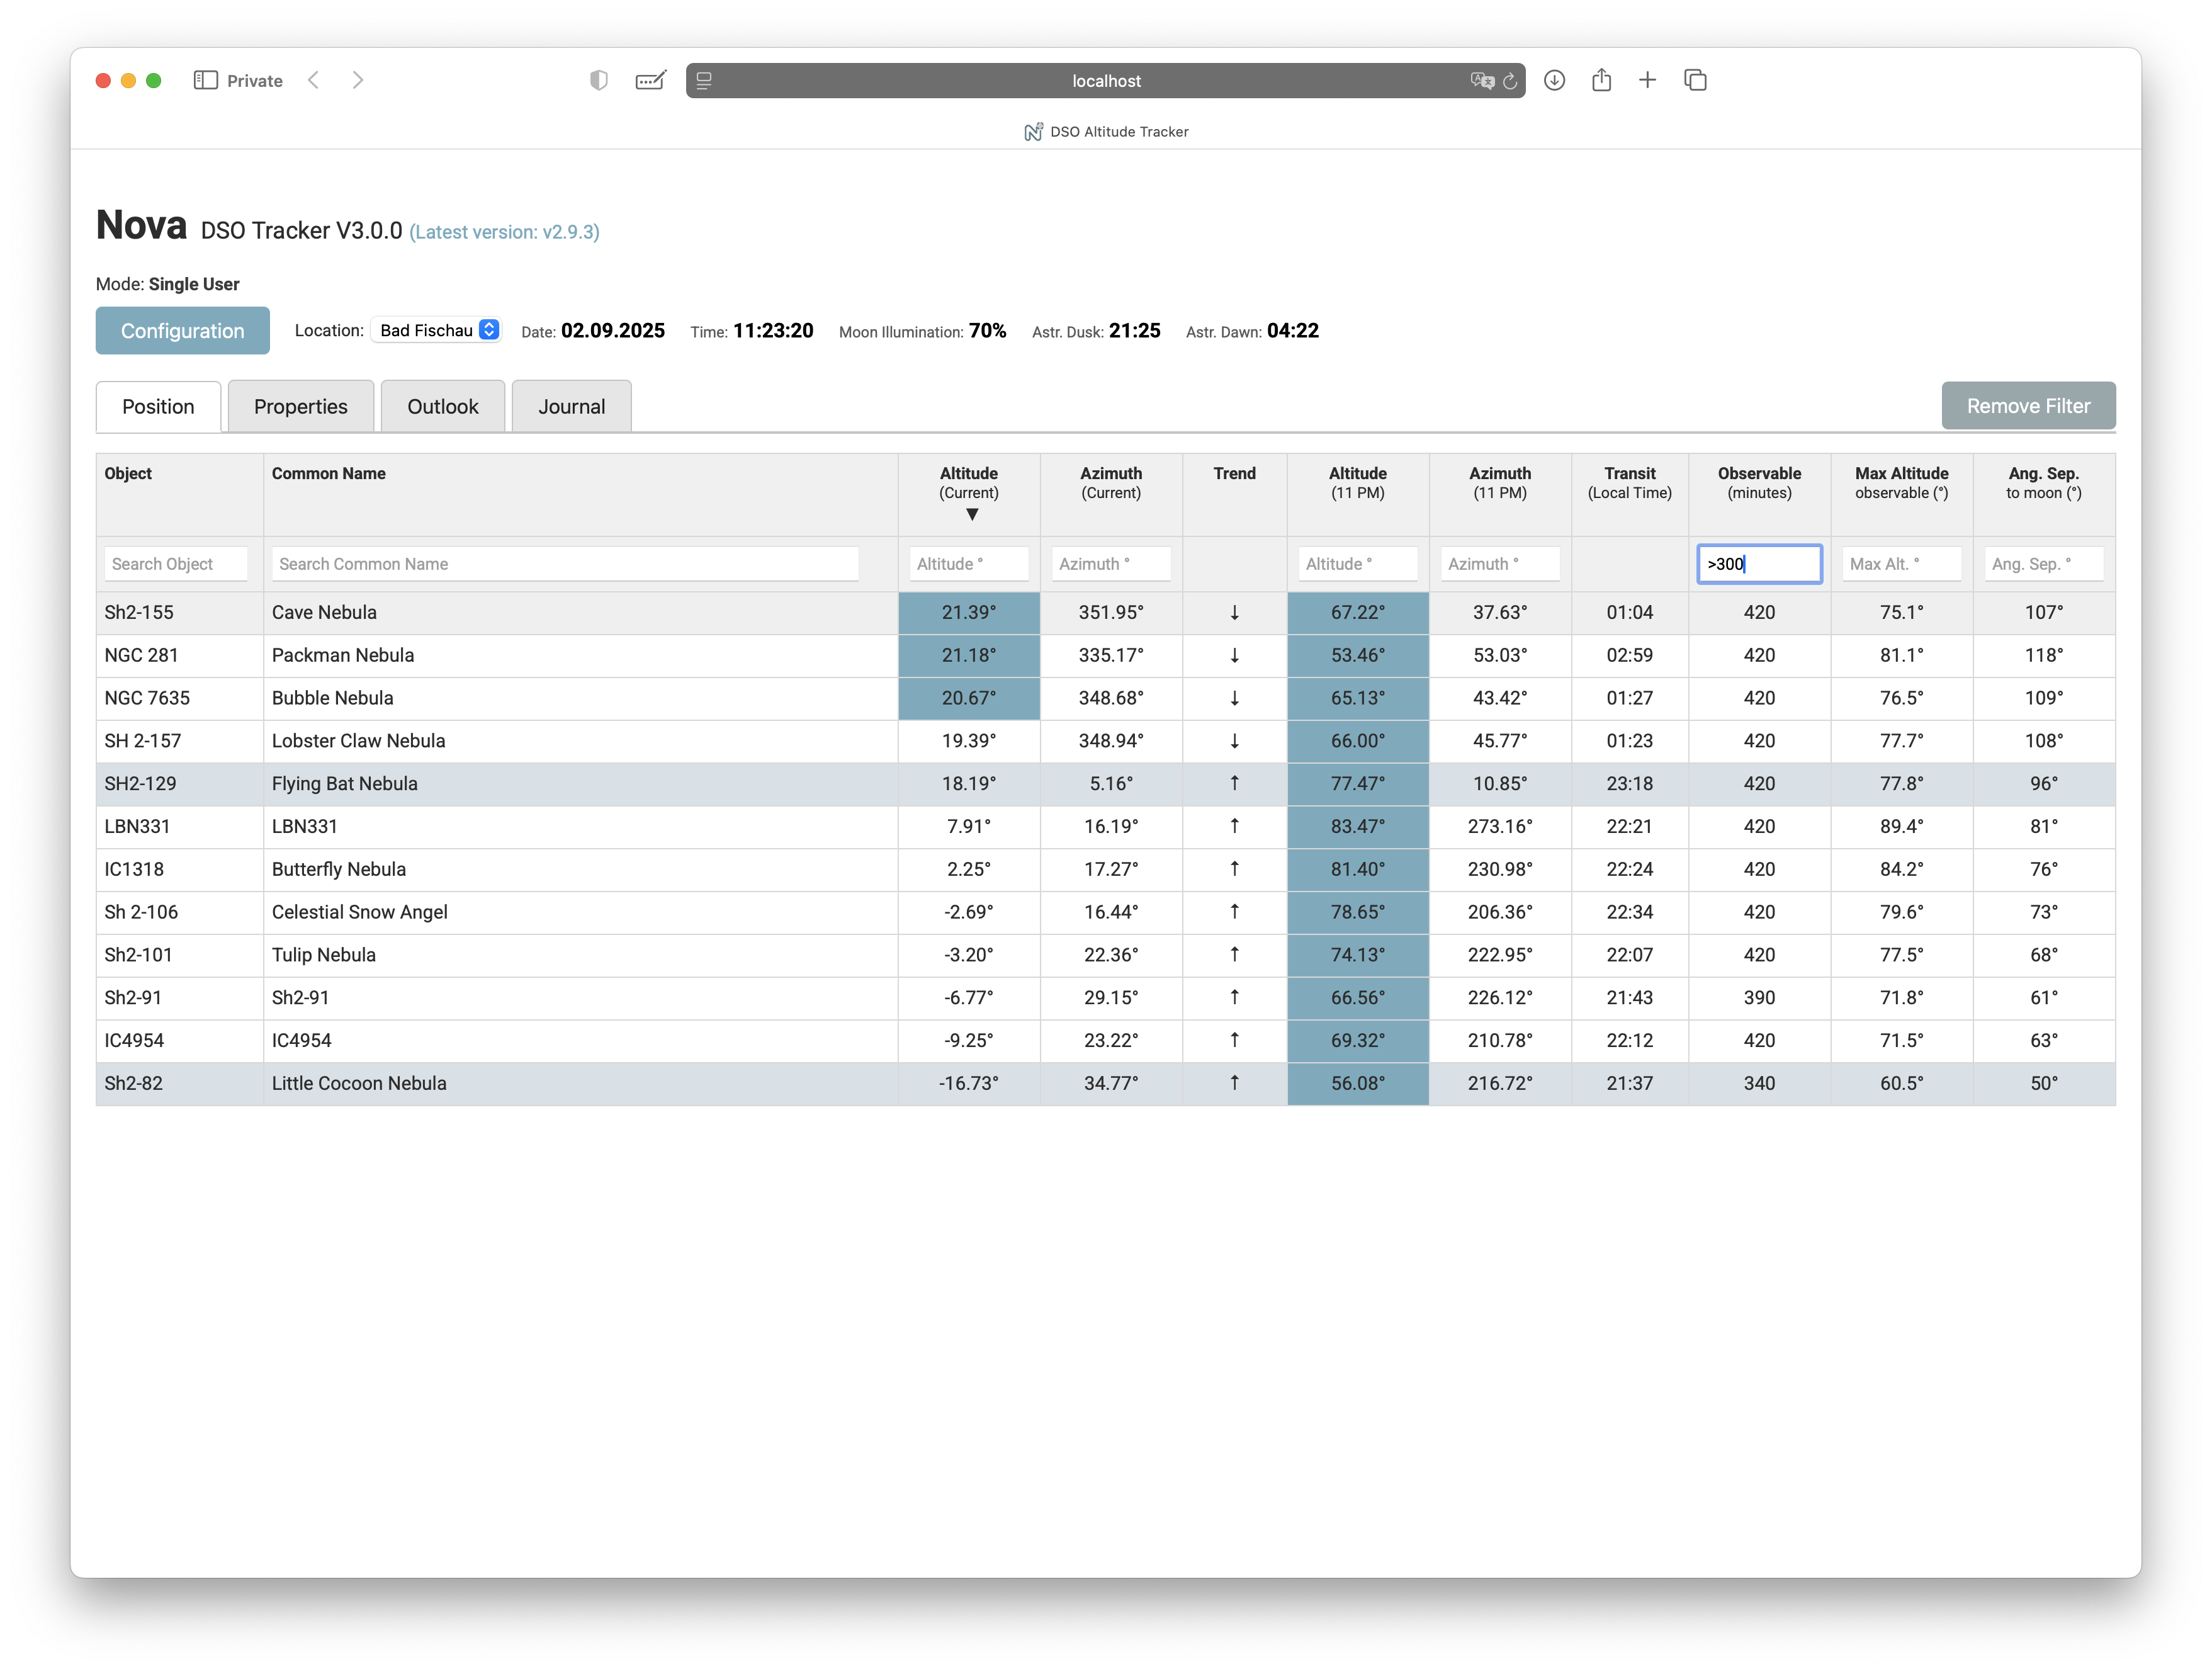 Private
localhost
DSO Altitude Tracker
Nova DSO Tracker V3.0.0 (Latest version: v2.9.3)
Mode: Single User
Configuration Location: Bad Fischau Date: 02.09.2025 Time: 11:23:20 Moon Illumination: 70% Astr. Dusk: 21:25 Astr. Dawn: 04:22
Position Properties Outlook Journal Remove Filter
Object Common Name Altitude Azimuth Trend Altitude Azimuth Transit Observable Max Altitude Ang. Sep.
(Current) (Current) (11 PM) (11 PM) (Local Time) (minutes) observable (°) to moon (°)
▼
Search Object Search Common Name Altitude ° Azimuth ° Altitude ° Azimuth ° >300 Max Alt. ° Ang. Sep. °
Sh2-155 Cave Nebula 21.39° 351.95° ↓ 67.22° 37.63° 01:04 420 75.1° 107°
NGC 281 Packman Nebula 21.18° 335.17° ↓ 53.46° 53.03° 02:59 420 81.1° 118°
NGC 7635 Bubble Nebula 20.67° 348.68° ↓ 65.13° 43.42° 01:27 420 76.5° 109°
SH 2-157 Lobster Claw Nebula 19.39° 348.94° ↓ 66.00° 45.77° 01:23 420 77.7° 108°
SH2-129 Flying Bat Nebula 18.19° 5.16° ↑ 77.47° 10.85° 23:18 420 77.8° 96°
LBN331 LBN331 7.91° 16.19° ↑ 83.47° 273.16° 22:21 420 89.4° 81°
IC1318 Butterfly Nebula 2.25° 17.27° ↑ 81.40° 230.98° 22:24 420 84.2° 76°
Sh 2-106 Celestial Snow Angel -2.69° 16.44° ↑ 78.65° 206.36° 22:34 420 79.6° 73°
Sh2-101 Tulip Nebula -3.20° 22.36° ↑ 74.13° 222.95° 22:07 420 77.5° 68°
Sh2-91 Sh2-91 -6.77° 29.15° ↑ 66.56° 226.12° 21:43 390 71.8° 61°
IC4954 IC4954 -9.25° 23.22° ↑ 69.32° 210.78° 22:12 420 71.5° 63°
Sh2-82 Little Cocoon Nebula -16.73° 34.77° ↑ 56.08° 216.72° 21:37 340 60.5° 50°